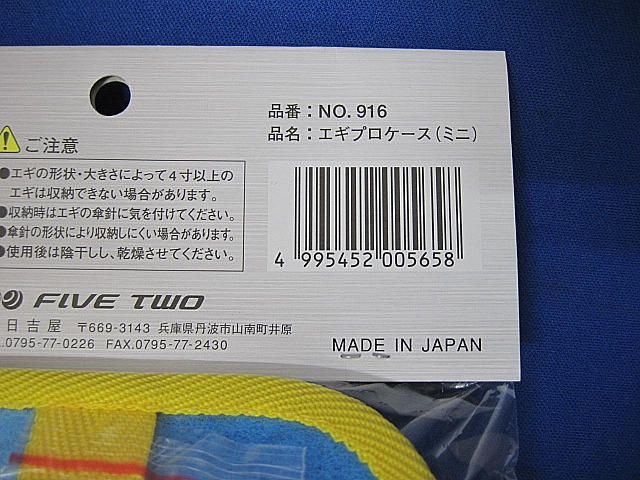 品番：NO. 916
品名：エギプロケース(ミニ)
ご注意
●エギの形状・大きさによって4寸以上の
エギは収納できない場合があります。
●収納時はエギの傘針に気を付けてください。
●傘針の形状により収納しにくい場合があります。
●使用後は陰干しし、乾燥させてください。
4 995452 005658
FIVE TWO
日吉屋 〒669-3143 兵庫県丹波市山南町井原
.0795-77-0226 FAX.0795-77-2430
MADE IN JAPAN